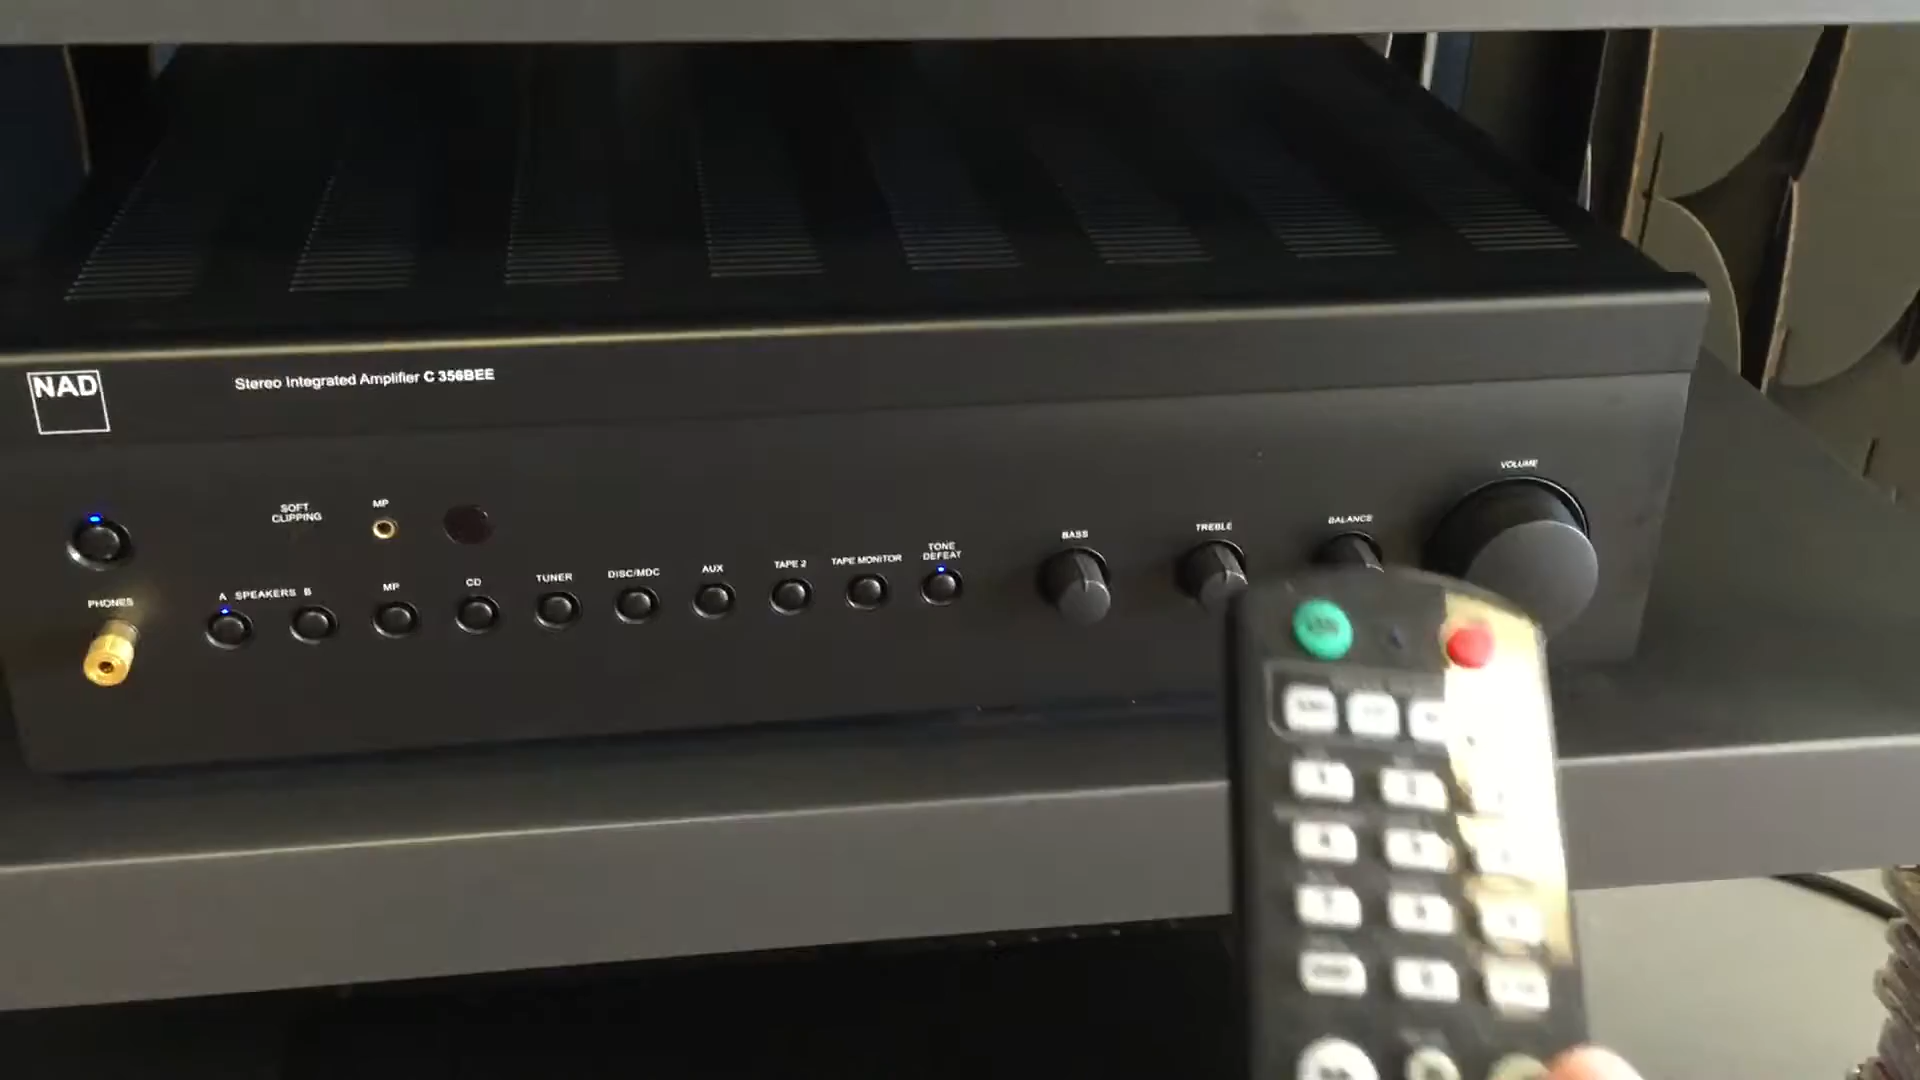 NAD
Stereo Integrated Amplifier C 356BEE
VOLUME
SOFT
CLIPPING
MP
BASS
TREBLE
BALANCE
PHONES
A SPEAKERS B
MP
CD
TUNER
DISC/MDC
AUX
TAPE 2
TAPE MONITOR
TONE
DEFEAT